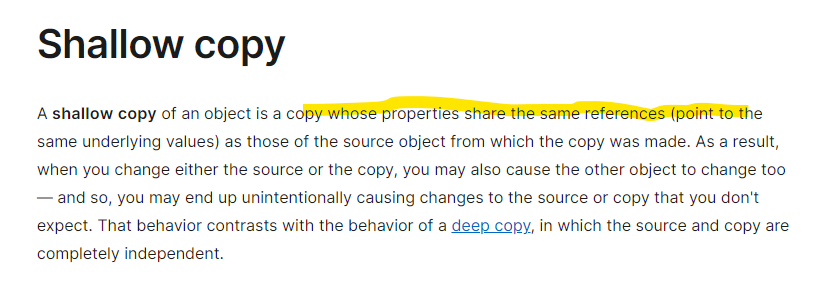 Shallow copy
A shallow copy of an object is a copy whose properties share the same references (point to the
same underlying values) as those of the source object from which the copy was made. As a result,
when you change either the source or the copy, you may also cause the other object to change too
— and so, you may end up unintentionally causing changes to the source or copy that you don't
expect. That behavior contrasts with the behavior of a deep copy, in which the source and copy are
completely independent.